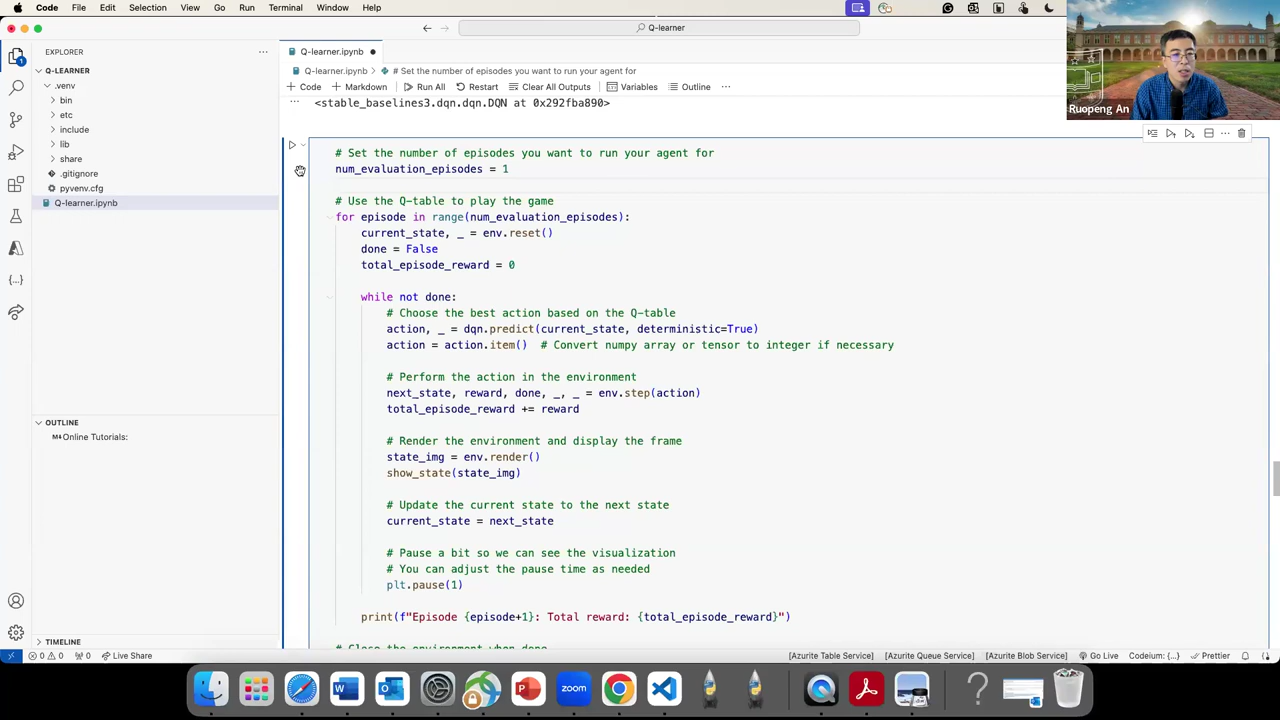 Code File Edit Selection View Go Run Terminal Window Help
Q-learner
EXPLORER
Q-learner.ipynb
Q-learner.ipynb > # Set the number of episodes you want to run your agent for
Q-LEARNER
Code Markdown Run All Restart Clear All Outputs Variables Outline
.venv
bin
etc
include
lib
share
.gitignore
pyvenv.cfg
Q-learner.ipynb
<stable_baselines3.dqn.dqn.DQN at 0x292fba890>
Ruopeng An
# Set the number of episodes you want to run your agent for
num_evaluation_episodes = 1
# Use the Q-table to play the game
for episode in range(num_evaluation_episodes):
current_state, _ = env.reset()
done = False
total_episode_reward = 0
while not done:
# Choose the best action based on the Q-table
action, _ = dqn.predict(current_state, deterministic=True)
action = action.item()  # Convert numpy array or tensor to integer if necessary
# Perform the action in the environment
next_state, reward, done, _, _ = env.step(action)
total_episode_reward += reward
# Render the environment and display the frame
state_img = env.render()
show_state(state_img)
# Update the current state to the next state
current_state = next_state
# Pause a bit so we can see the visualization
# You can adjust the pause time as needed
plt.pause(1)
print(f"Episode {episode+1}: Total reward: {total_episode_reward}")
# Close the environment when done
OUTLINE
Online Tutorials:
TIMELINE
0 0 0 Live Share
[Azurite Table Service] [Azurite Queue Service] [Azurite Blob Service] Go Live Codeium: {...} Prettier
zoom